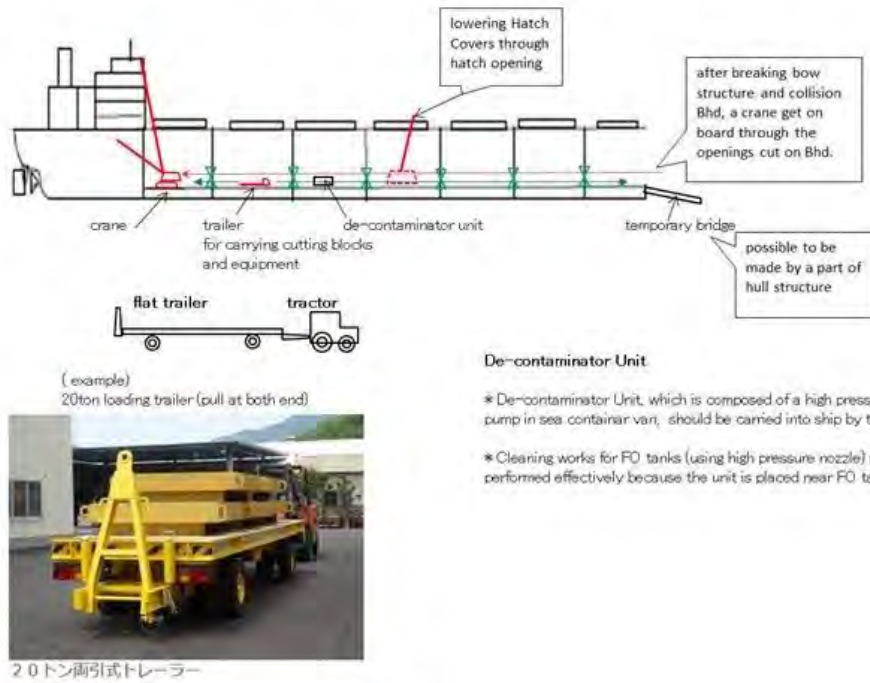 lowering Hatch
Covers through
hatch opening
after breaking bow
structure and collision
Bhd, a crane get on
board through the
openings cut on Bhd.
crane
trailer
for carrying cutting blocks
and equipment
de-contaminator unit
temporary bridge
possible to be
made by a part of
hull structure
flat trailer
tractor
( example)
20ton loading trailer (pull at both end)
De-contaminator Unit
* De-contaminator Unit, which is composed of a high press
pump in sea containar van, should be carried into ship by t
* Cleaning works for FO tanks (using high pressure nozzle)
performed effectively because the unit is placed near FO ta
20トン両引式トレーラー